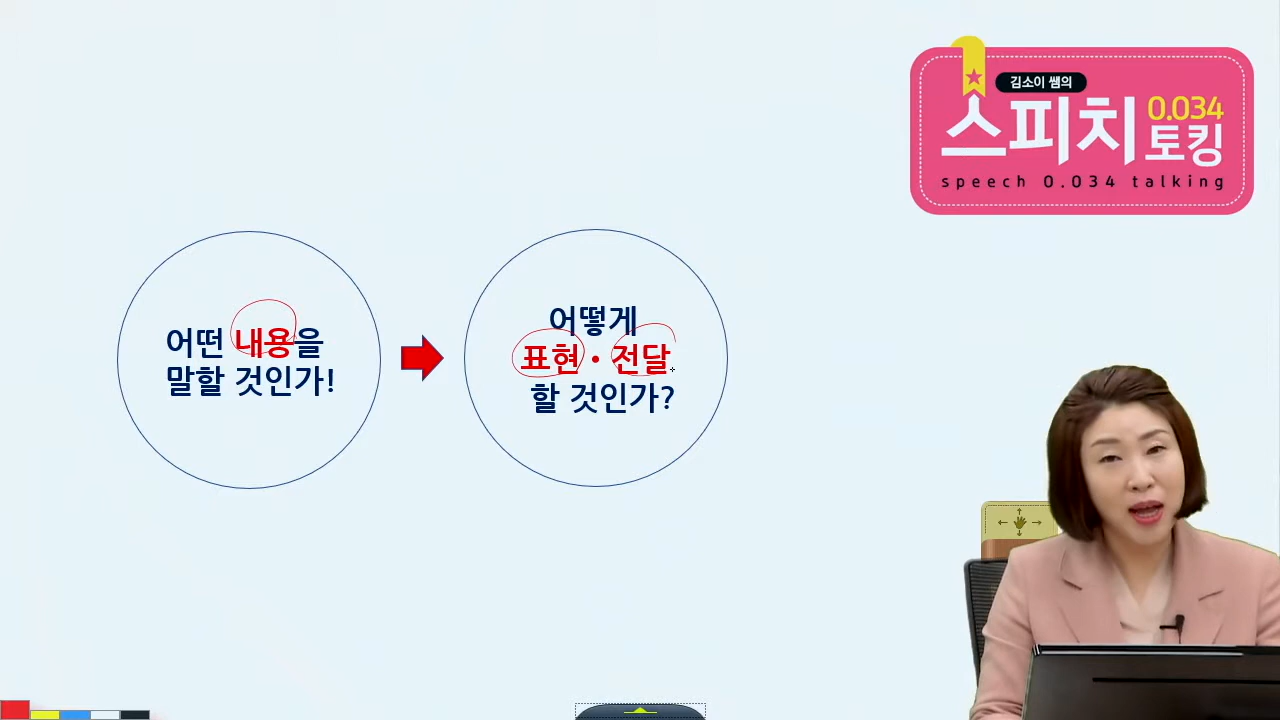 김소이 쌤의
스피치 0.034
토킹
speech 0.034 talking
어떤 내용을
말할 것인가!
어떻게
표현·전달
할 것인가?